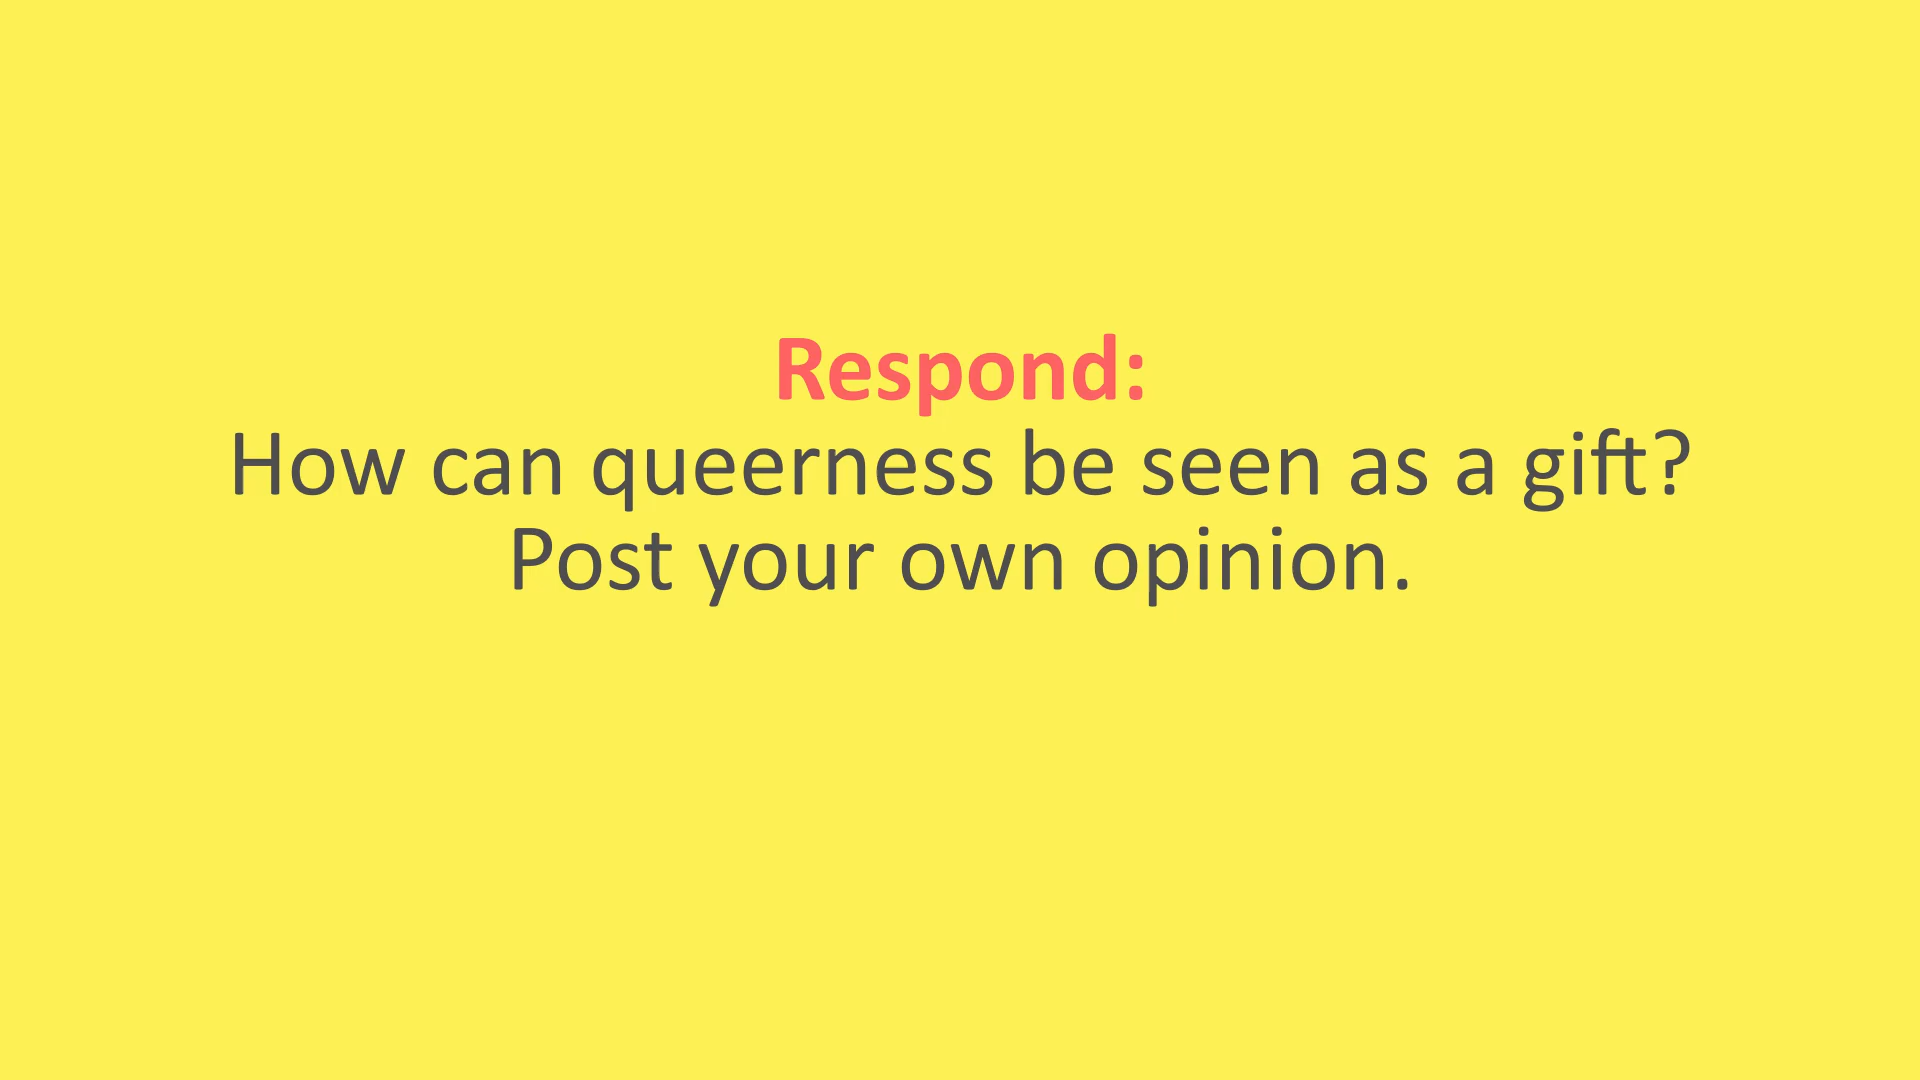 Respond:
How can queerness be seen as a gift?
Post your own opinion.